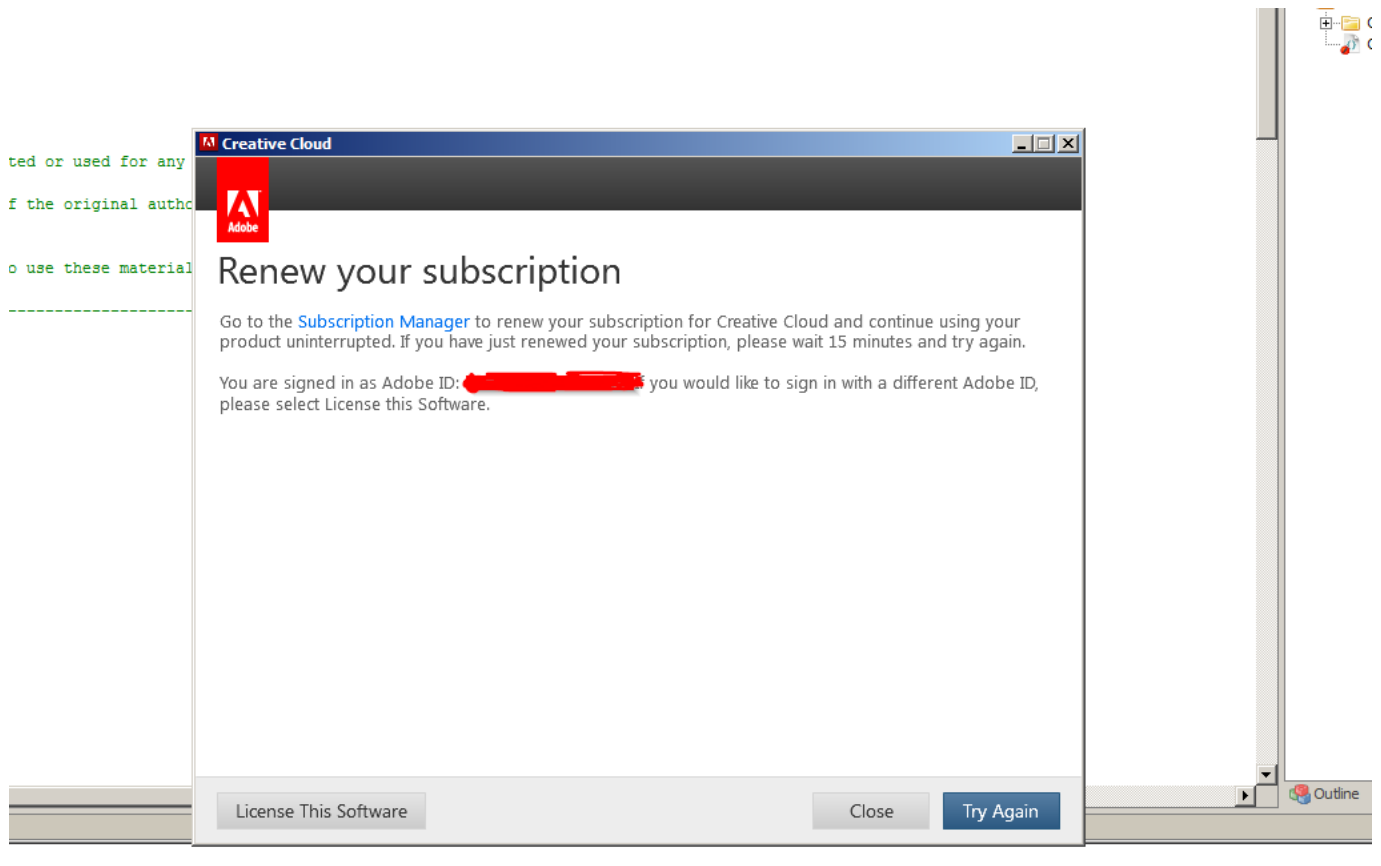 ted or used for any
f the original autho
o use these material
--------------------
Creative Cloud
Adobe
Renew your subscription
Go to the Subscription Manager to renew your subscription for Creative Cloud and continue using your
product uninterrupted. If you have just renewed your subscription, please wait 15 minutes and try again.
You are signed in as Adobe ID: you would like to sign in with a different Adobe ID,
please select License this Software.
License This Software
Close
Try Again
Outline